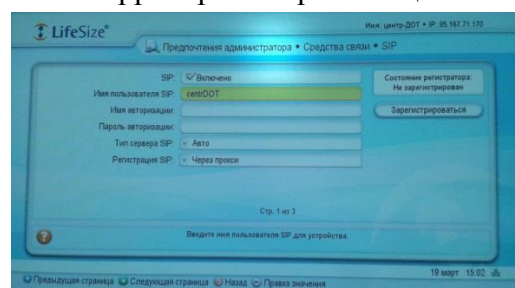 LifeSize®
Имя: центр-ДОТ • IP: 95.167.71.170
Предпочтения администратора • Средства связи • SIP
SIP: Включено
Имя пользователя SIP: centrDOT
Имя авторизации:
Пароль авторизации:
Тип сервера SIP: Авто
Регистрация SIP: Через прокси
Состояние регистратора:
Не зарегистрирован
Зарегистрироваться
Стр. 1 из 3
Введите имя пользователя SIP для устройства.
19 март 15:02
Предыдущая страница Следующая страница Назад Правка значения